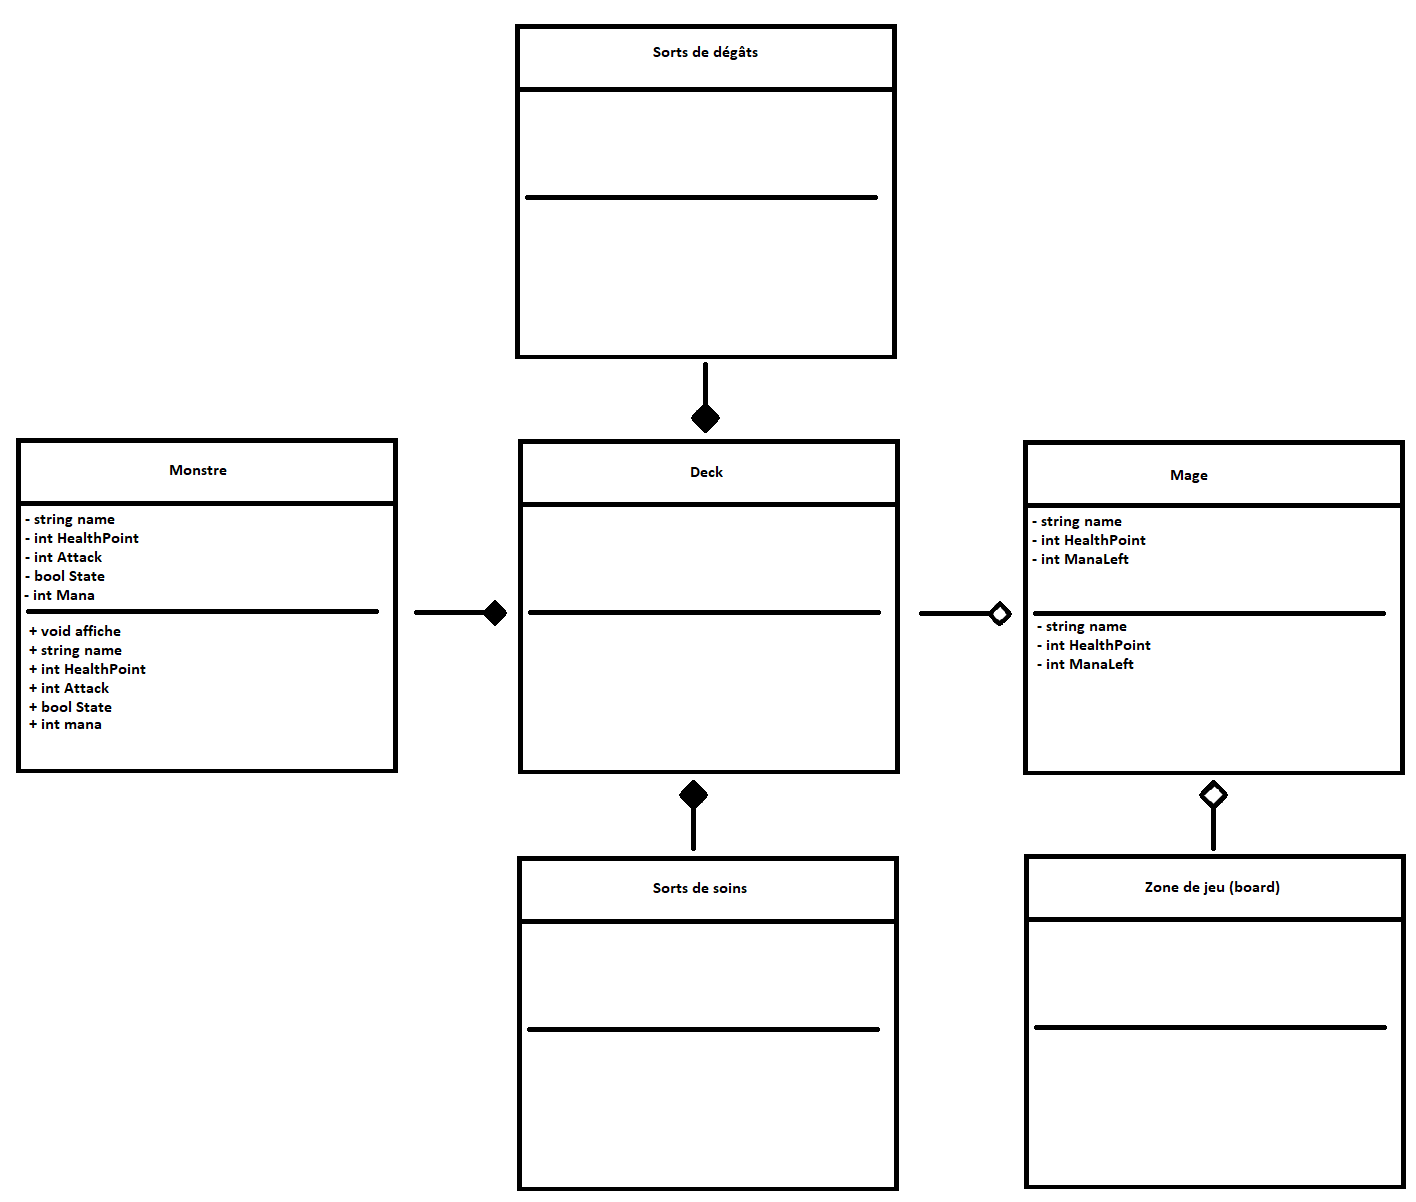 Sorts de dégâts
Monstre
- string name
- int HealthPoint
- int Attack
- bool State
- int Mana
+ void affiche
+ string name
+ int HealthPoint
+ int Attack
+ bool State
+ int mana
Deck
Mage
- string name
- int HealthPoint
- int ManaLeft
- string name
- int HealthPoint
- int ManaLeft
Sorts de soins
Zone de jeu (board)